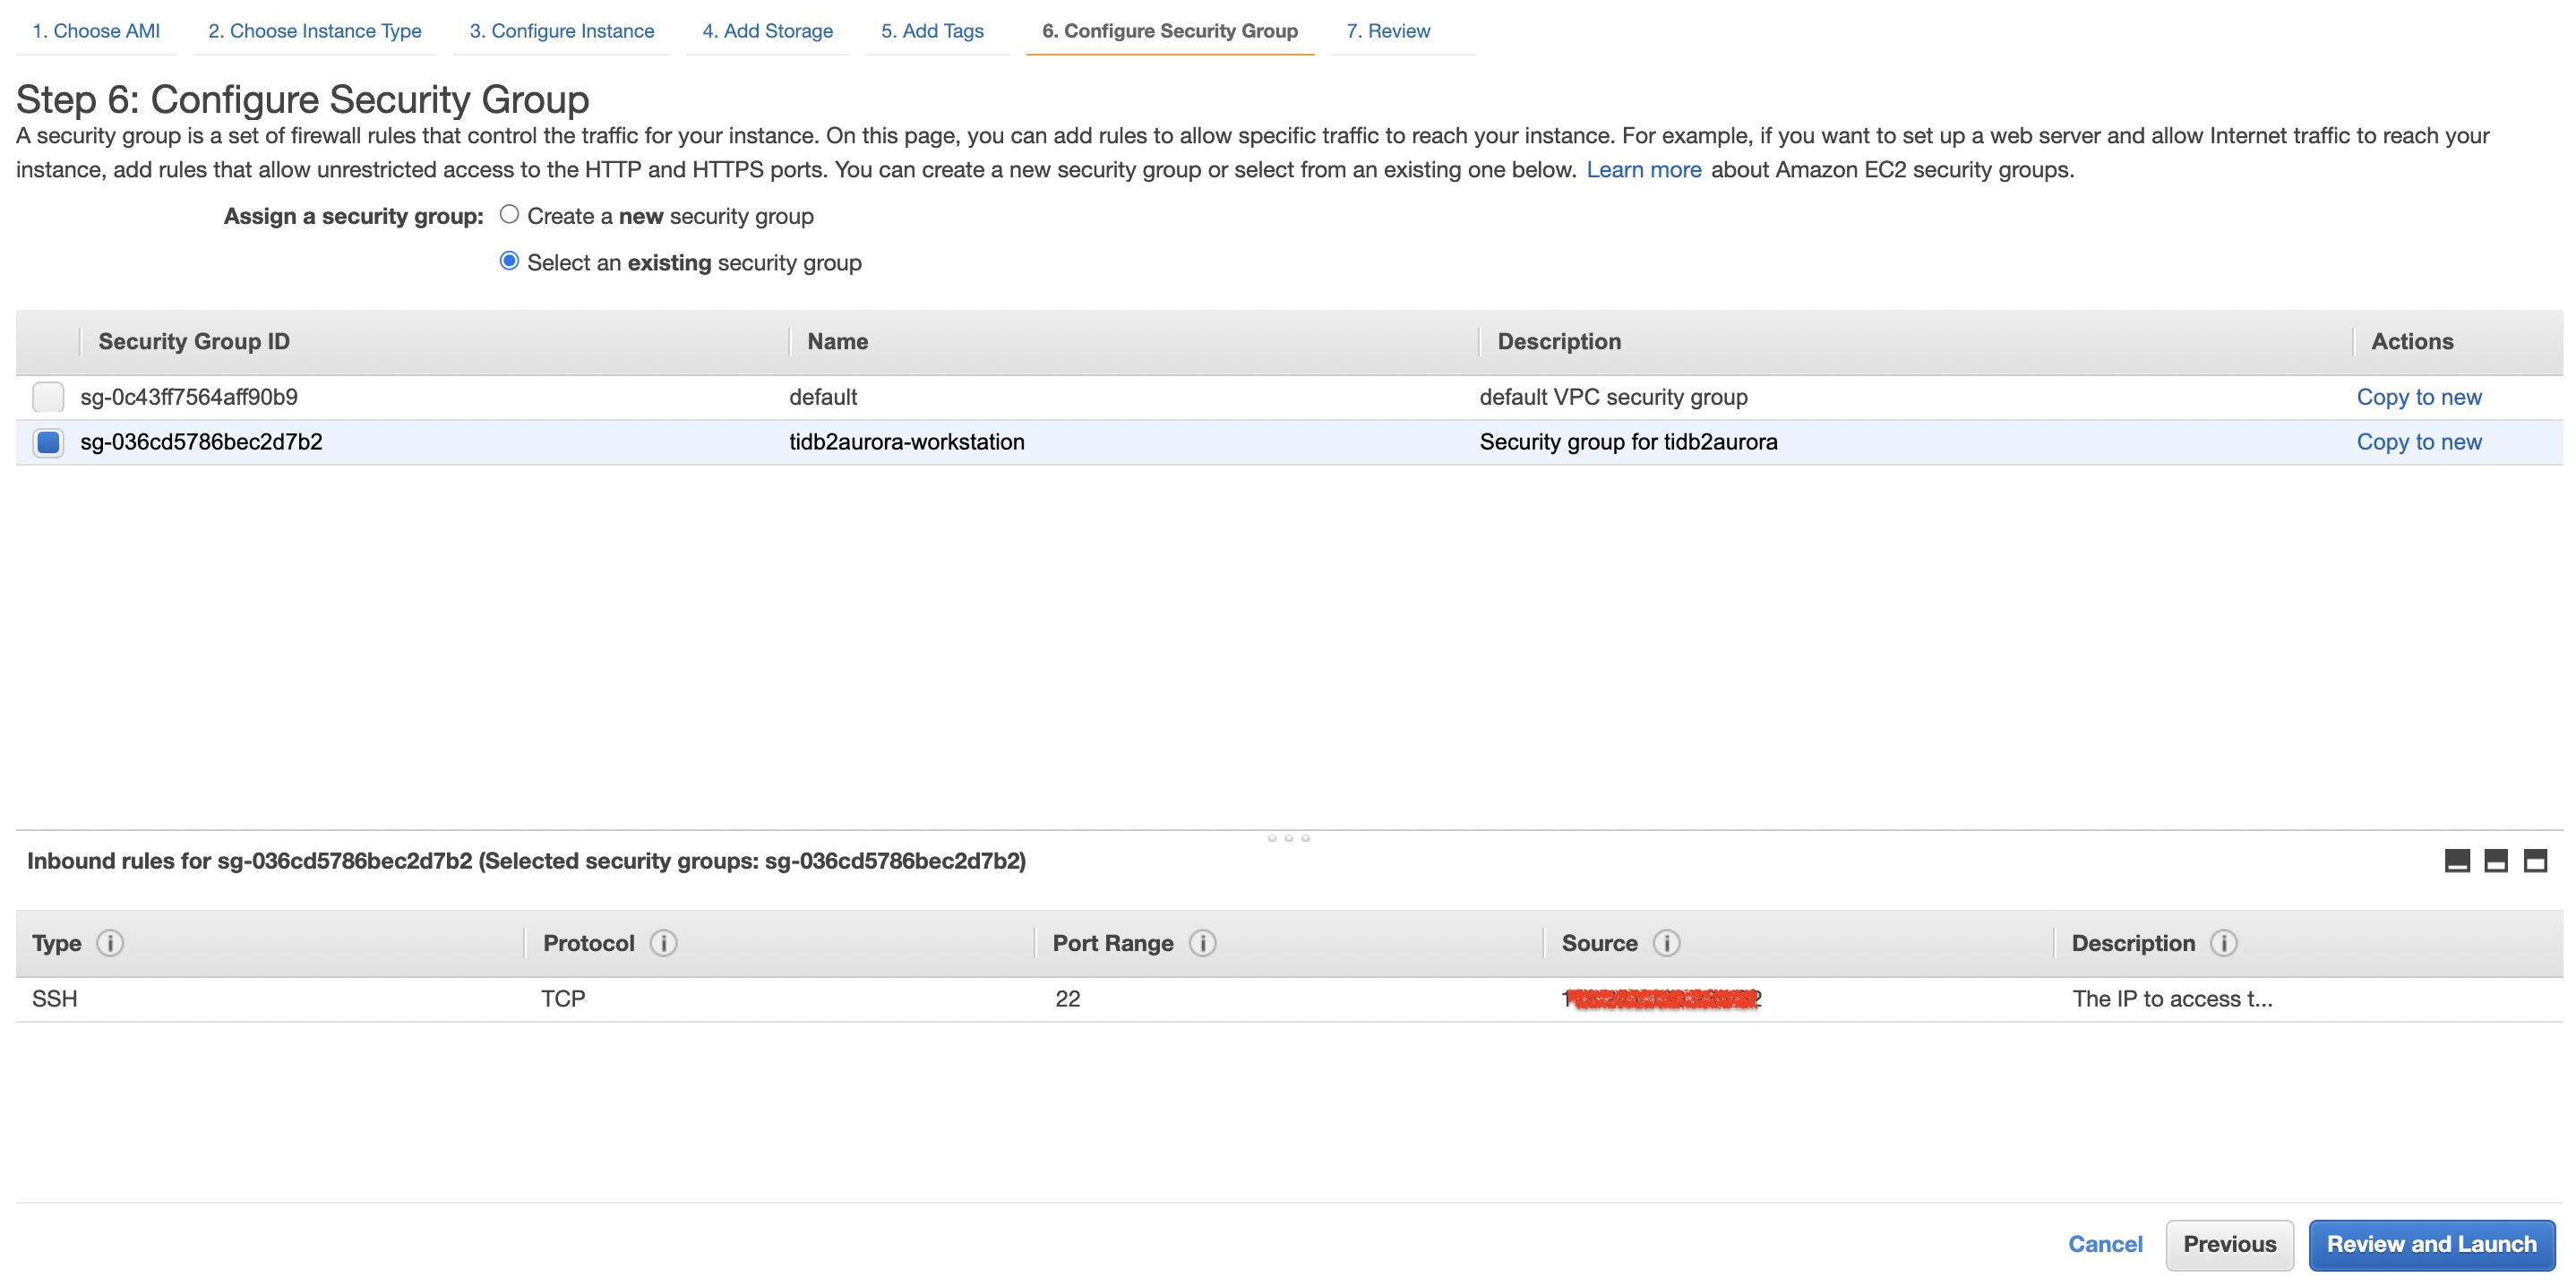 1. Choose AMI 2. Choose Instance Type 3. Configure Instance 4. Add Storage 5. Add Tags 6. Configure Security Group 7. Review
Step 6: Configure Security Group
A security group is a set of firewall rules that control the traffic for your instance. On this page, you can add rules to allow specific traffic to reach your instance. For example, if you want to set up a web server and allow Internet traffic to reach your
instance, add rules that allow unrestricted access to the HTTP and HTTPS ports. You can create a new security group or select from an existing one below. Learn more about Amazon EC2 security groups.
Assign a security group: Create a new security group
Select an existing security group
Security Group ID Name Description Actions
sg-0c43ff7564aff90b9 default default VPC security group Copy to new
sg-036cd5786bec2d7b2 tidb2aurora-workstation Security group for tidb2aurora Copy to new
Inbound rules for sg-036cd5786bec2d7b2 (Selected security groups: sg-036cd5786bec2d7b2)
Type Protocol Port Range Source Description
SSH TCP 22 The IP to access t...
Cancel Previous Review and Launch